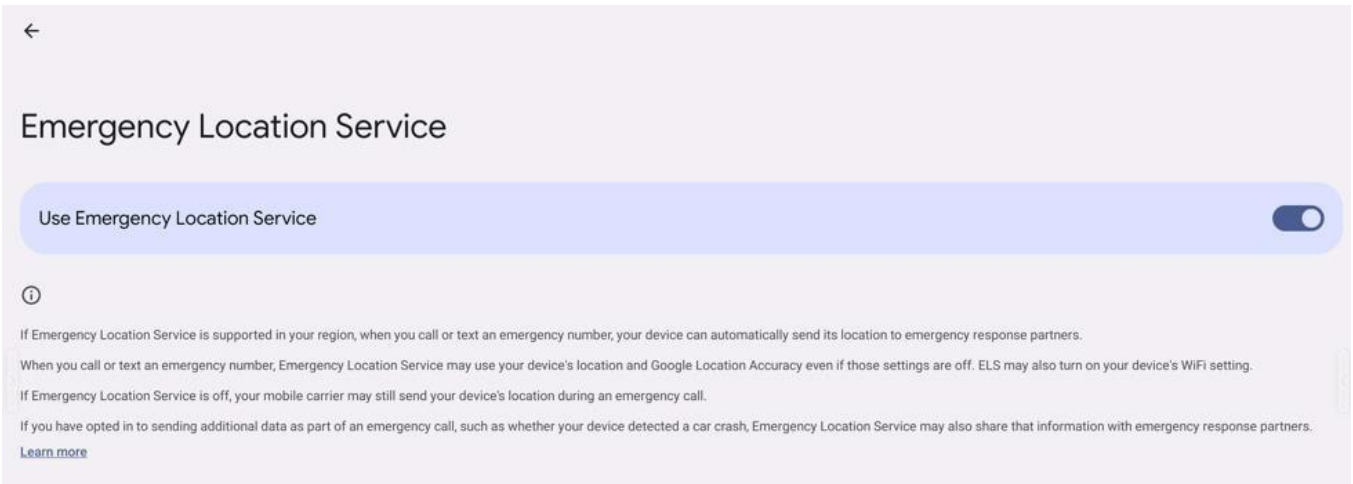 Emergency Location Service
Use Emergency Location Service
If Emergency Location Service is supported in your region, when you call or text an emergency number, your device can automatically send its location to emergency response partners.
When you call or text an emergency number, Emergency Location Service may use your device's location and Google Location Accuracy even if those settings are off. ELS may also turn on your device's WiFi setting.
If Emergency Location Service is off, your mobile carrier may still send your device's location during an emergency call.
If you have opted in to sending additional data as part of an emergency call, such as whether your device detected a car crash, Emergency Location Service may also share that information with emergency response partners.
Learn more